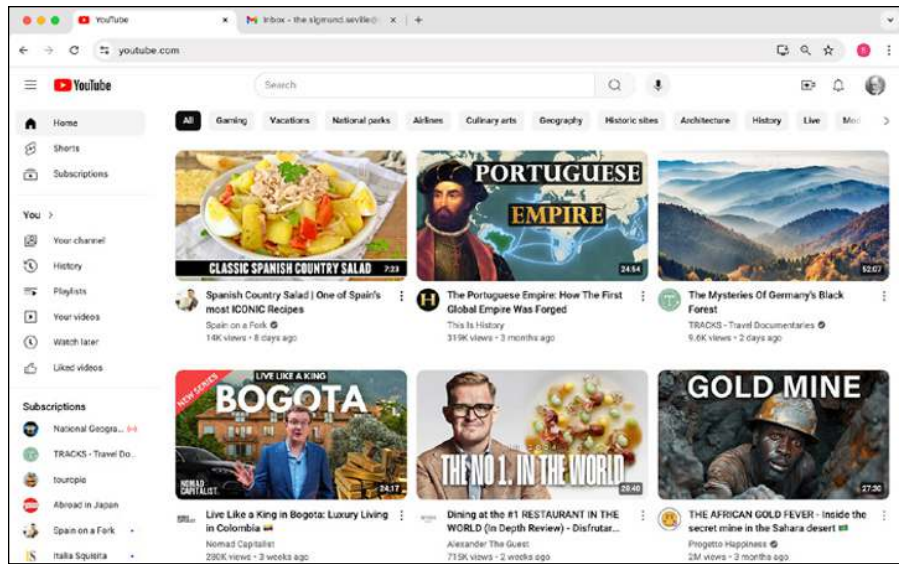 YouTube
Inbox - the.sigmund.seville@
youtube.com
YouTube
Search
Home
Shorts
Subscriptions
You
Your channel
History
Playlists
Your videos
Watch later
Liked videos
Subscriptions
National Geogra...
TRACKS - Travel Do...
touropia
Abroad in Japan
Spain on a Fork
Italia Squisita
All Gaming Vacations National parks Airlines Culinary arts Geography Historic sites Architecture History Live
CLASSIC SPANISH COUNTRY SALAD 7:23
Spanish Country Salad | One of Spain's
most ICONIC Recipes
Spain on a Fork
14K views • 8 days ago
PORTUGUESE
EMPIRE
24:54
H
The Portuguese Empire: How The First
Global Empire Was Forged
This Is History
319K views • 3 months ago
52:07
The Mysteries Of Germany's Black
Forest
TRACKS - Travel Documentaries
9.6K views • 2 days ago
NEW SERIES
LIVE LIKE A KING
BOGOTA
NOMAD
CAPITALIST
24:17
Live Like a King in Bogota: Luxury Living
in Colombia
Nomad Capitalist
280K views • 3 weeks ago
THE NO 1. IN THE WORLD
Dining at the #1 RESTAURANT IN THE
WORLD (In Depth Review) - Disfrutar...
Alexander The Guest
715K views • 2 weeks ago
GOLD MINE
27:30
THE AFRICAN GOLD FEVER - Inside the
secret mine in the Sahara desert
Progetto Happiness
2M views • 3 months ago